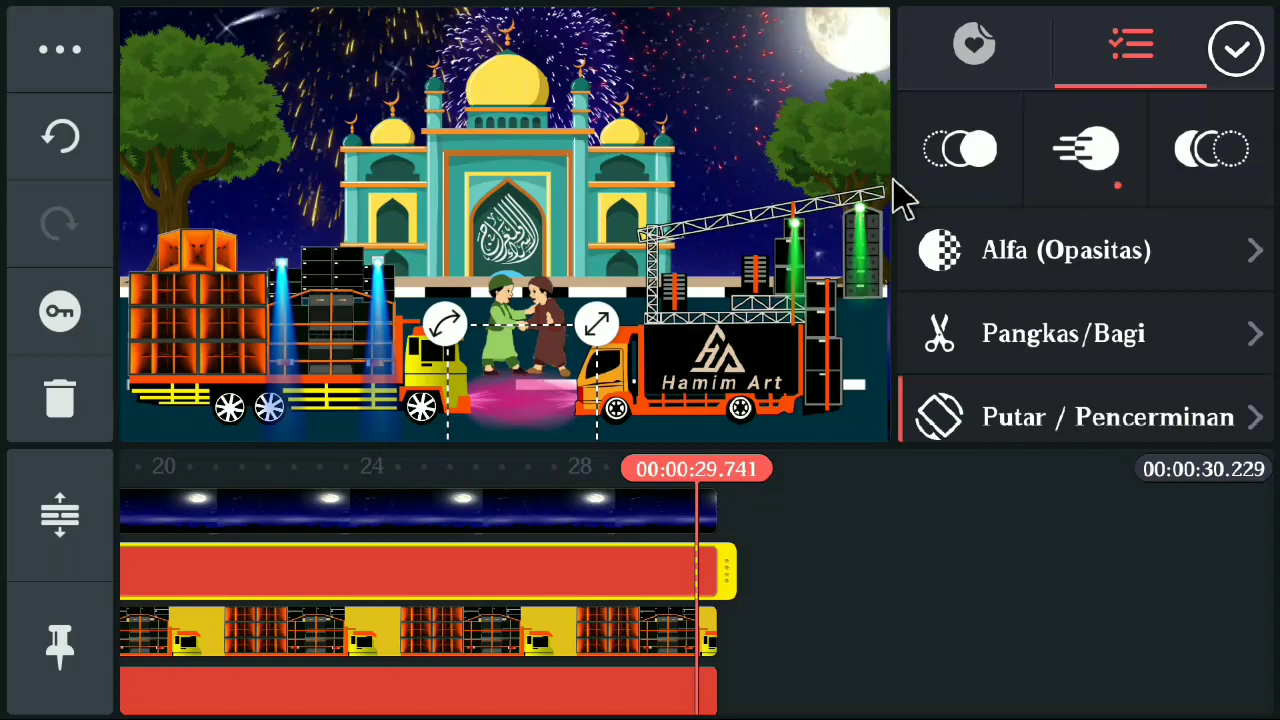 Alfa (Opasitas)
Pangkas/Bagi
Putar / Pencerminan
Hamim Art
20
24
28
00:00:29.741
00:00:30.229